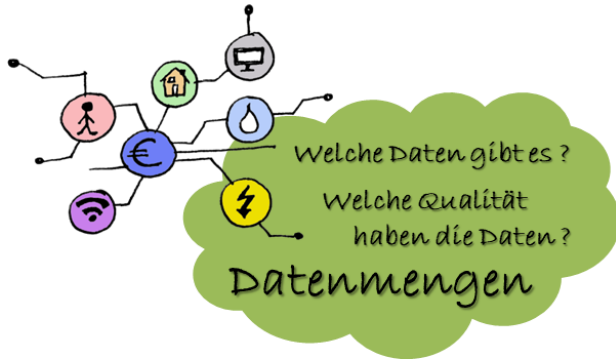 €
Welche Daten gibt es ?
Welche Qualität
haben die Daten ?
Datenmengen